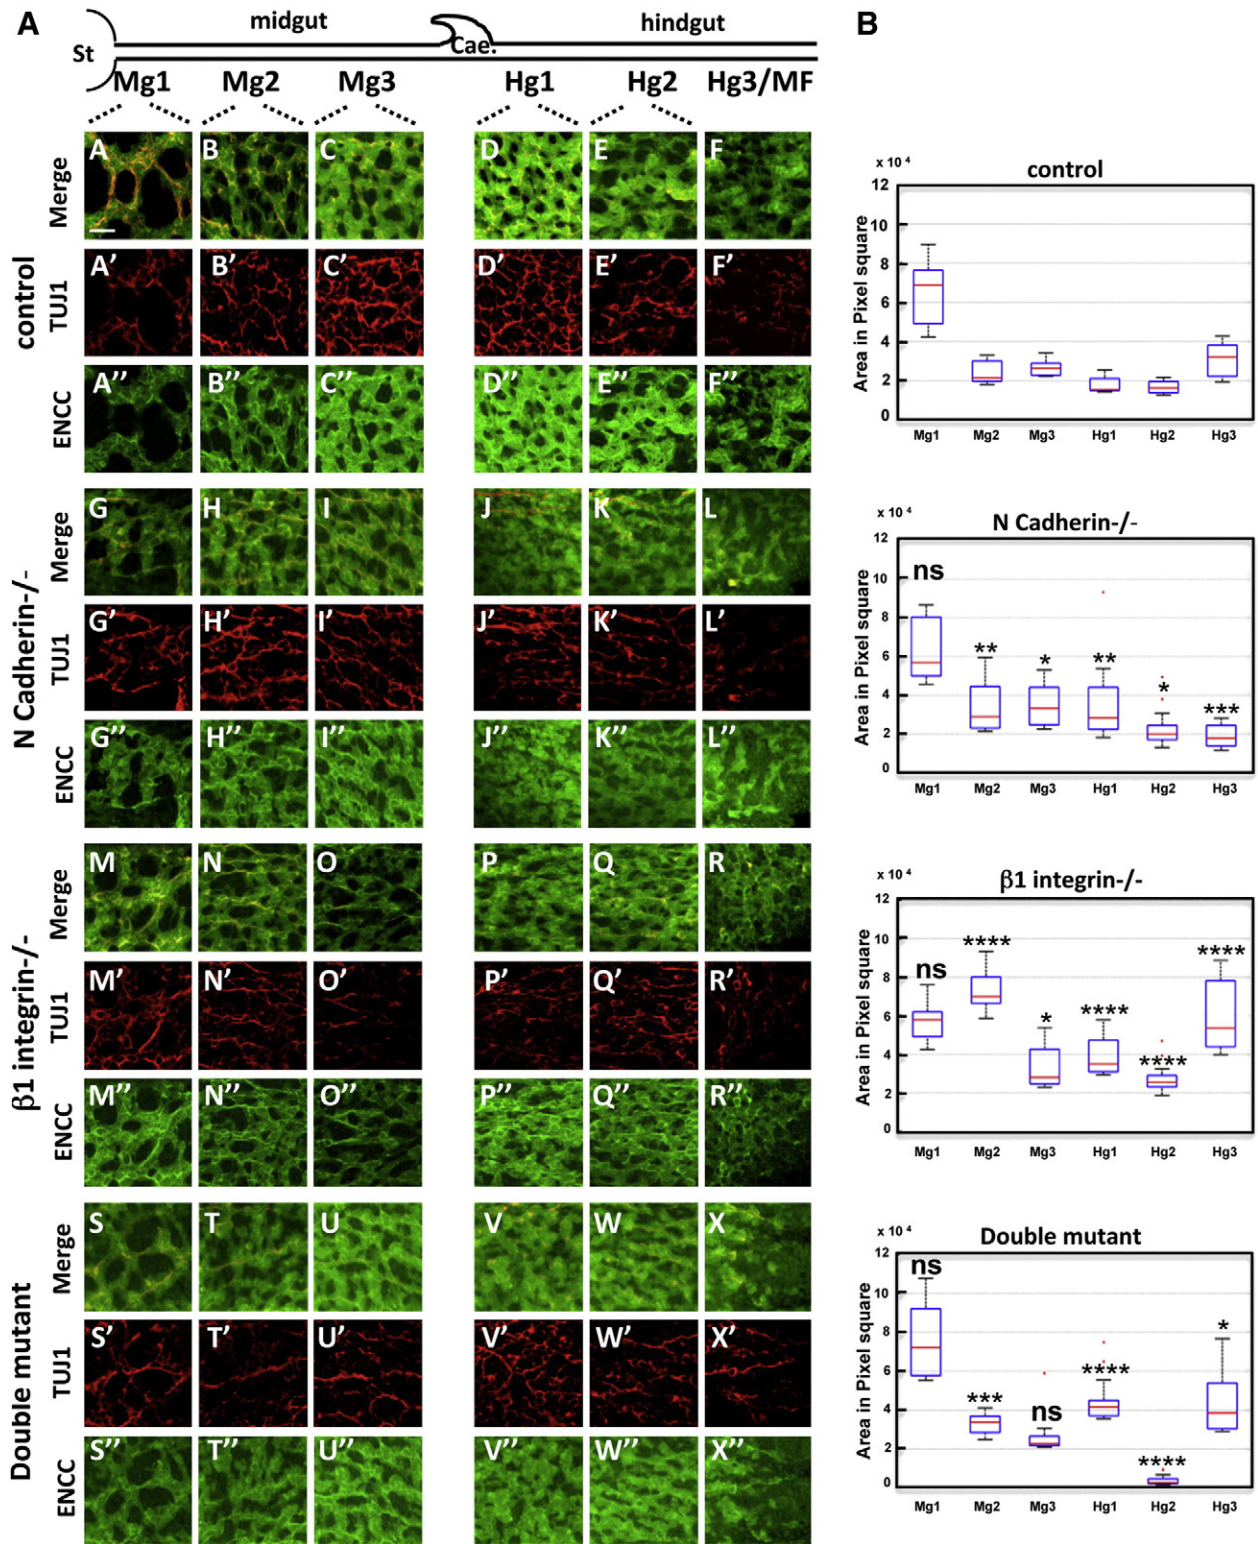 A
midgut
hindgut
St
Cae.
Mg1 Mg2 Mg3 Hg1 Hg2 Hg3/MF
control
Merge
A B C D E F
TUJ1
A’ B’ C’ D’ E’ F’
ENCC
A’’ B’’ C’’ D’’ E’’ F’’
N Cadherin-/-
Merge
G H I J K L
TUJ1
G’ H’ I’ J’ K’ L’
ENCC
G’’ H’’ I’’ J’’ K’’ L’’
β1 integrin-/-
Merge
M N O P Q R
TUJ1
M’ N’ O’ P’ Q’ R’
ENCC
M’’ N’’ O’’ P’’ Q’’ R’’
Double mutant
Merge
S T U V W X
TUJ1
S’ T’ U’ V’ W’ X’
ENCC
S’’ T’’ U’’ V’’ W’’ X’’
B
control
x 10 4
Area in Pixel square
12
10
8
6
4
2
0
Mg1 Mg2 Mg3 Hg1 Hg2 Hg3
N Cadherin-/-
x 10 4
Area in Pixel square
12
10
8
6
4
2
0
ns ** * ** * ***
Mg1 Mg2 Mg3 Hg1 Hg2 Hg3
β1 integrin-/-
x 10 4
Area in Pixel square
12
10
8
6
4
2
0
ns **** * **** **** ****
Mg1 Mg2 Mg3 Hg1 Hg2 Hg3
Double mutant
x 10 4
Area in Pixel square
12
10
8
6
4
2
0
ns *** ns **** **** *
Mg1 Mg2 Mg3 Hg1 Hg2 Hg3